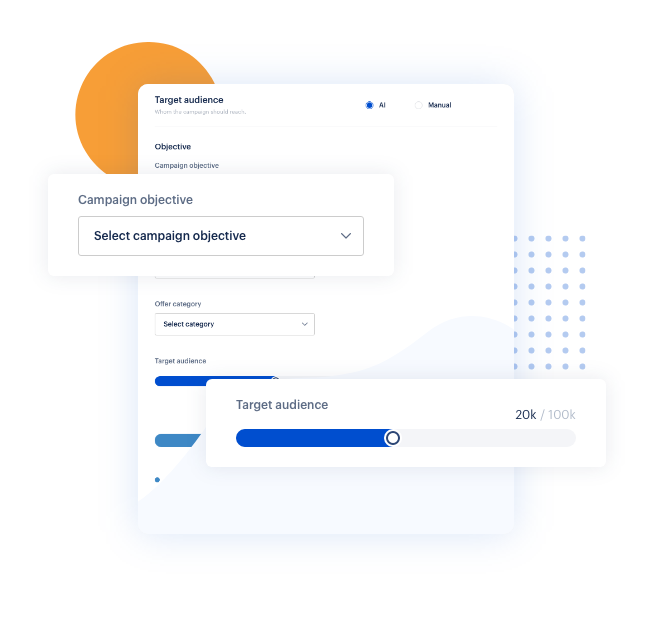 Target audience
AI
Manual
Whom the campaign should reach.
Objective
Campaign objective
Campaign objective
Select campaign objective
Offer category
Select category
Target audience
Target audience
20k / 100k